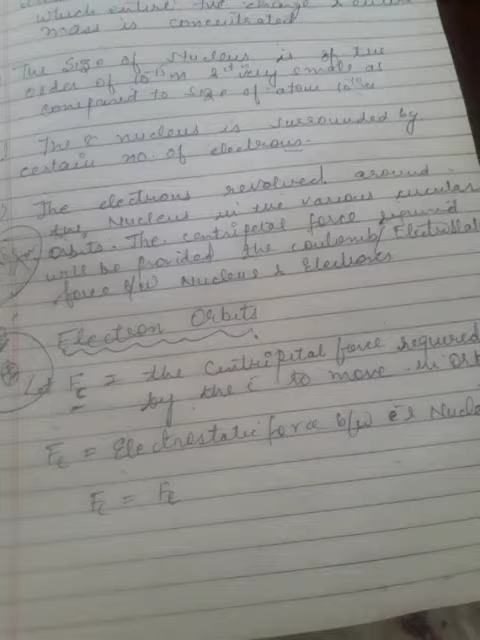 which entire the charge &
mass is concentrated
The size of Nucleus is of the
order of 10⁻¹⁵m & it is very small as
compared to size of atom 10⁻¹⁰m
The nucleus is surrounded by
certain no. of electrons.
The electrons revolved around
the Nucleus in the various circular
orbits. The centripetal force required
will be provided the coulomb/Electrostat
force b/w Nucleus & Electrons
Electron Orbits
Let Fc = the centripetal force required
by the e⁻ to move in orb
FE = Electrostatic force b/w e⁻ & Nucle
Fc = FE